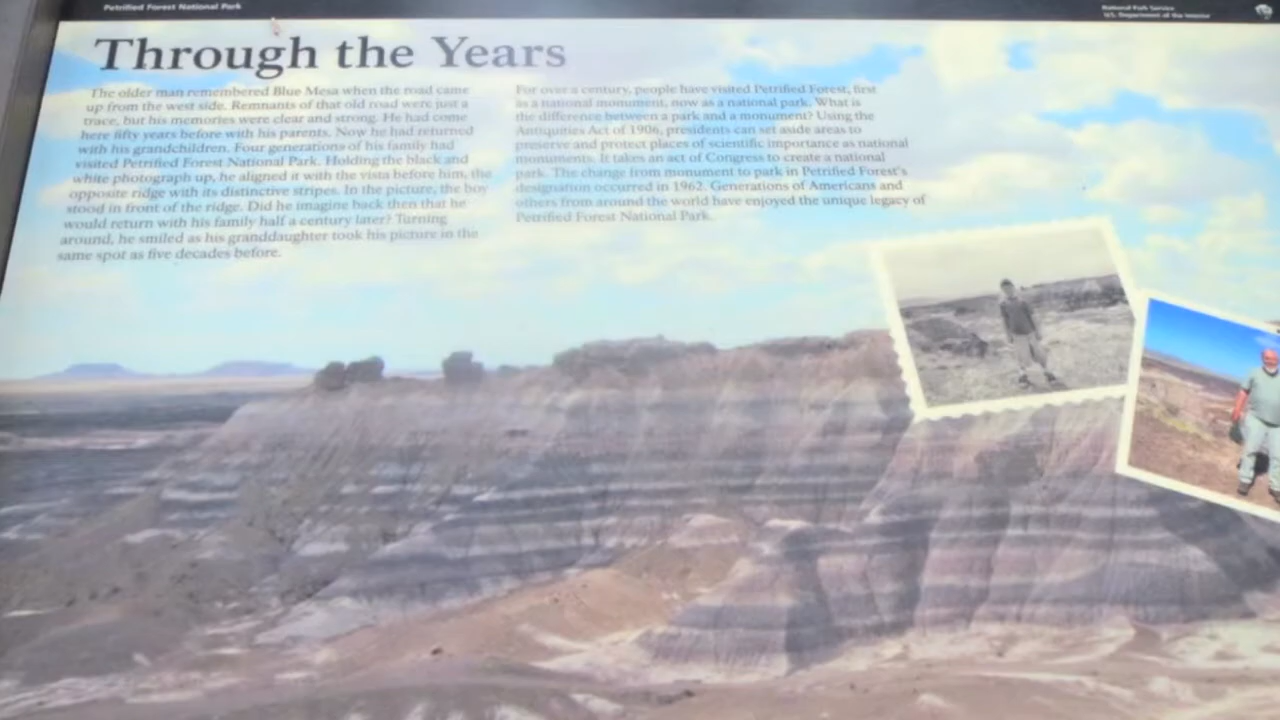 Petrified Forest National Park
National Park Service
U.S. Department of the Interior
Through the Years
The older man remembered Blue Mesa when the road came
up from the west side. Remnants of that old road were just a
trace, but his memories were clear and strong. He had come
here fifty years before with his parents. Now he had returned
with his grandchildren. Four generations of his family had
visited Petrified Forest National Park. Holding the black and
white photograph up, he aligned it with the vista before him, the
opposite ridge with its distinctive stripes. In the picture, the boy
stood in front of the ridge. Did he imagine back then that he
would return with his family half a century later? Turning
around, he smiled as his granddaughter took his picture in the
same spot as five decades before.
For over a century, people have visited Petrified Forest, first
as a national monument, now as a national park. What is
the difference between a park and a monument? Using the
Antiquities Act of 1906, presidents can set aside areas to
preserve and protect places of scientific importance as national
monuments. It takes an act of Congress to create a national
park. The change from monument to park in Petrified Forest's
designation occurred in 1962. Generations of Americans and
others from around the world have enjoyed the unique legacy of
Petrified Forest National Park.